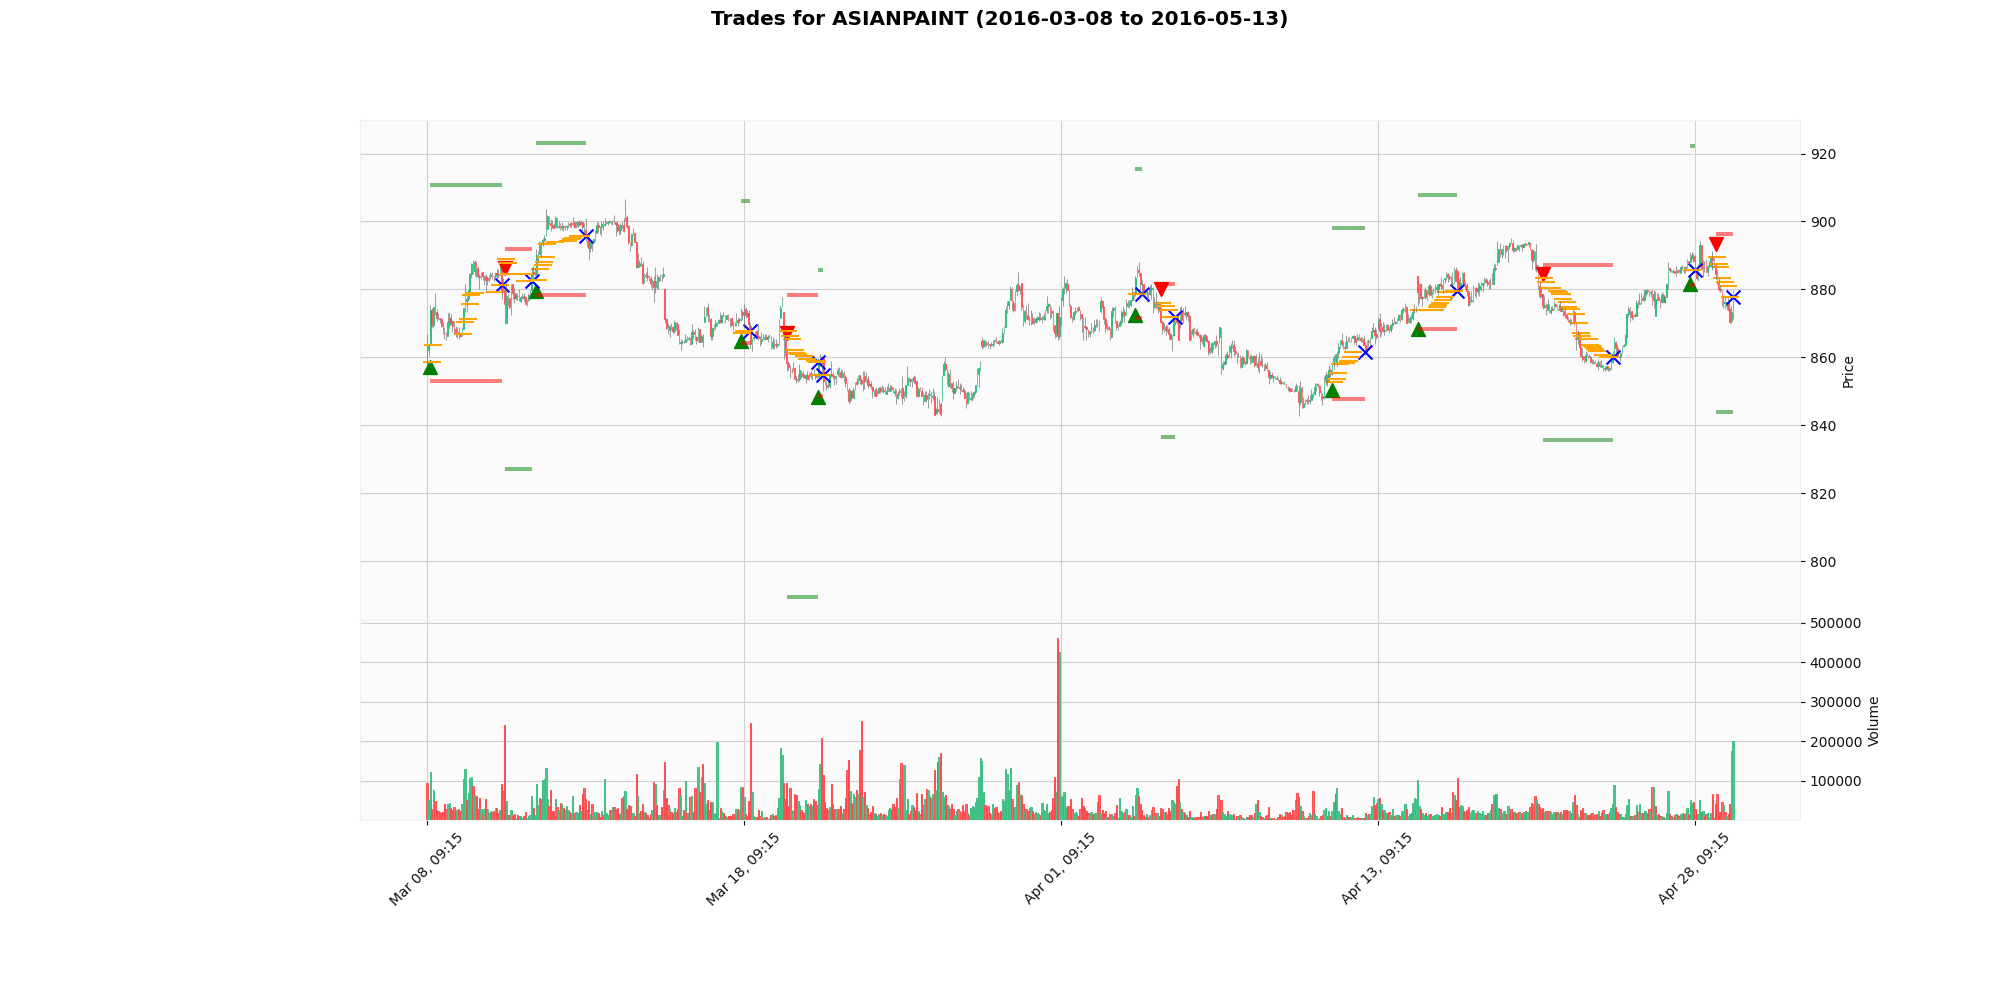 Trades for ASIANPAINT (2016-03-08 to 2016-05-13)
920
900
880
860
840
820
800
Price
500000
400000
300000
200000
100000
Volume
Mar 08, 09:15
Mar 18, 09:15
Apr 01, 09:15
Apr 13, 09:15
Apr 28, 09:15